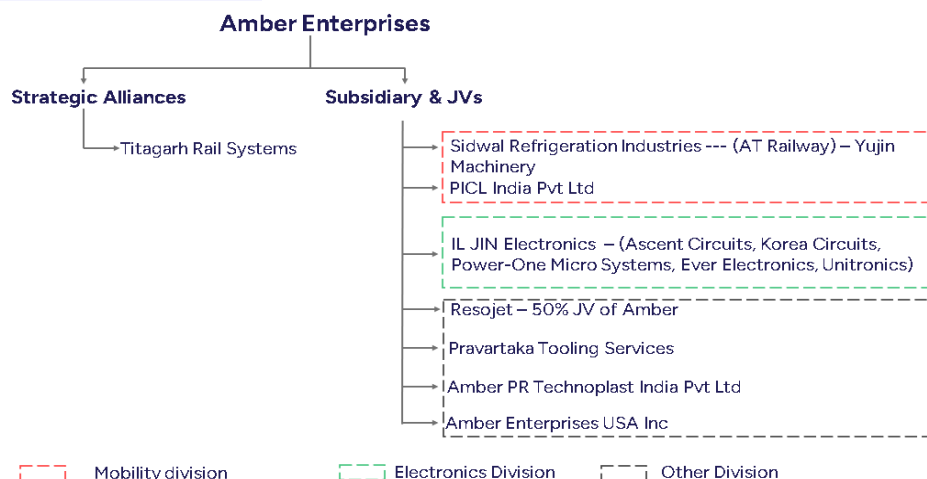 Amber Enterprises
Strategic Alliances
Subsidiary & JVs
Titagarh Rail Systems
Sidwal Refrigeration Industries --- (AT Railway) – Yujin
Machinery
PICL India Pvt Ltd
IL JIN Electronics – (Ascent Circuits, Korea Circuits,
Power-One Micro Systems, Ever Electronics, Unitronics)
Resojet – 50% JV of Amber
Pravartaka Tooling Services
Amber PR Technoplast India Pvt Ltd
Amber Enterprises USA Inc
Mobility division
Electronics Division
Other Division